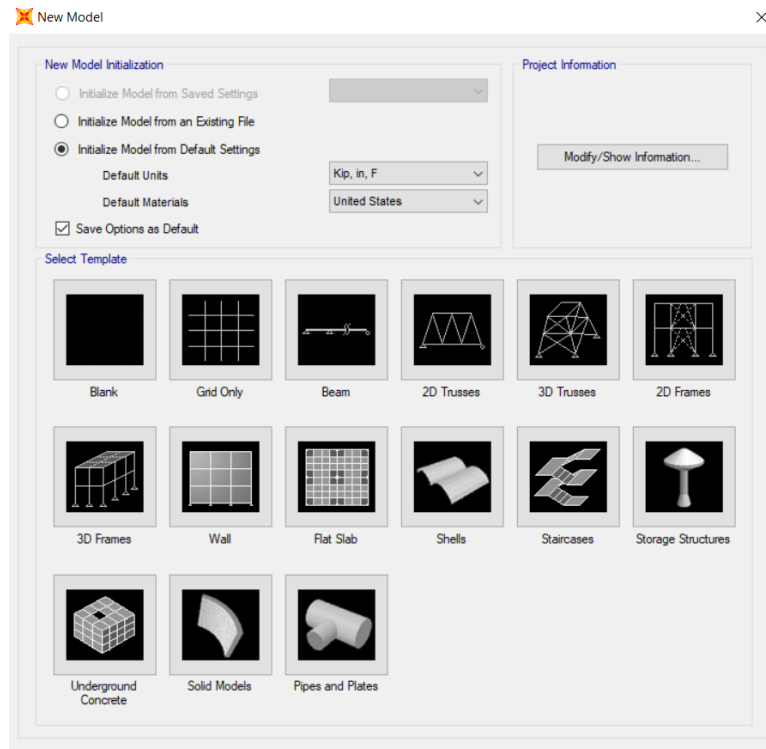 New Model
New Model Initialization
Project Information
Initialize Model from Saved Settings
Initialize Model from an Existing File
Initialize Model from Default Settings
Default Units
Kip, in, F
Default Materials
United States
Save Options as Default
Modify/Show Information...
Select Template
Blank
Grid Only
Beam
2D Trusses
3D Trusses
2D Frames
3D Frames
Wall
Flat Slab
Shells
Staircases
Storage Structures
Underground
Concrete
Solid Models
Pipes and Plates